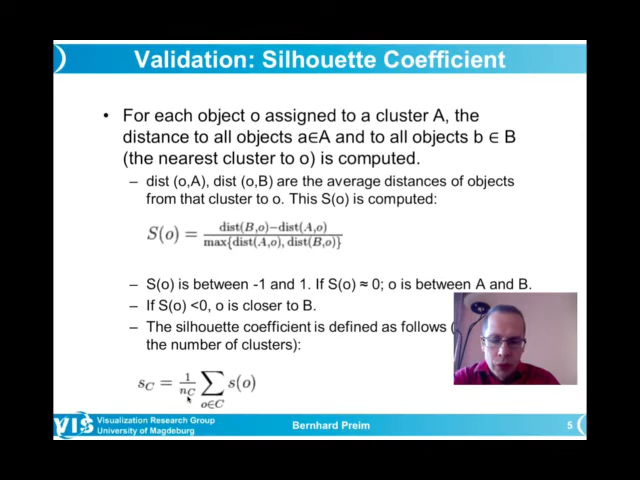 Validation: Silhouette Coefficient
• For each object o assigned to a cluster A, the
distance to all objects a∈A and to all objects b ∈ B
(the nearest cluster to o) is computed.
– dist (o,A), dist (o,B) are the average distances of objects
from that cluster to o. This S(o) is computed:
S(o) = dist(B,o)−dist(A,o) / max{dist(A,o), dist(B,o)}
– S(o) is between -1 and 1. If S(o) ≈ 0; o is between A and B.
– If S(o) <0, o is closer to B.
– The silhouette coefficient is defined as follows (
the number of clusters):
s_C = 1/n_C ∑_{o∈C} s(o)
VIS
Visualization Research Group
University of Magdeburg
Bernhard Preim
5